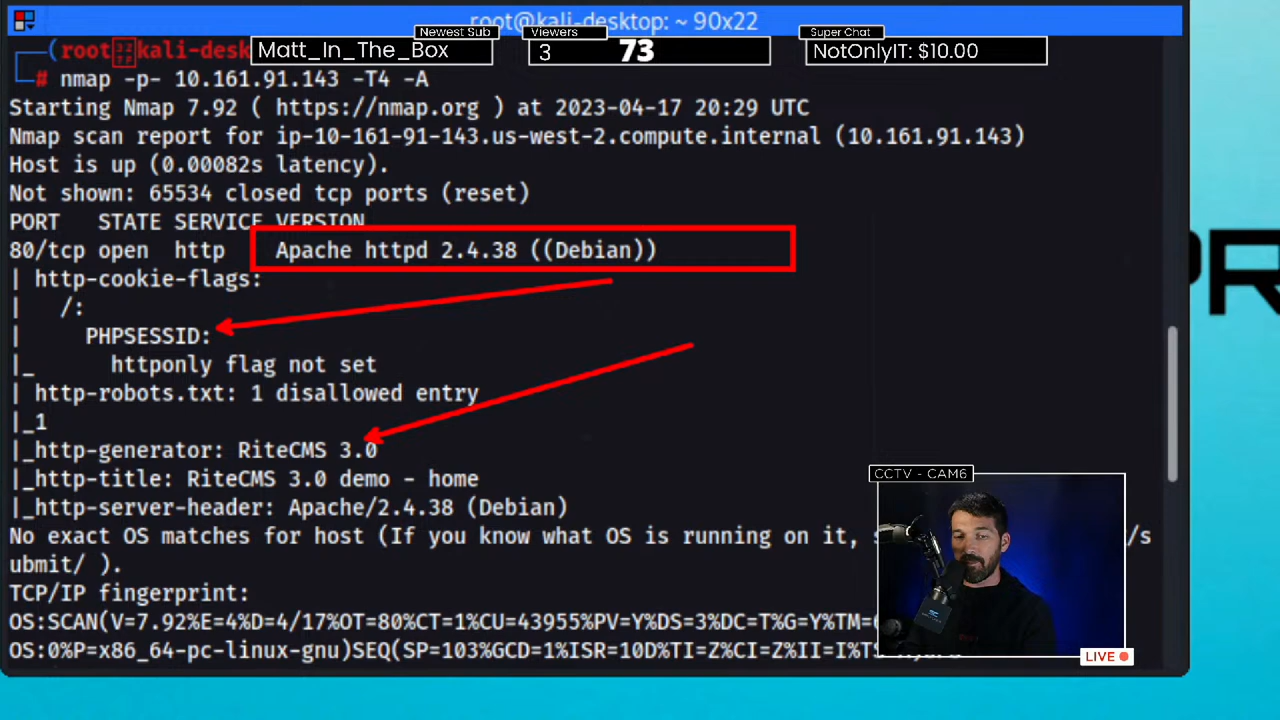 root@kali-desktop: ~ 90x22
Newest Sub
Matt_In_The_Box
Viewers
3
73
Super Chat
NotOnlyIT: $10.00
(root kali-desk
# nmap -p- 10.161.91.143 -T4 -A
Starting Nmap 7.92 ( https://nmap.org ) at 2023-04-17 20:29 UTC
Nmap scan report for ip-10-161-91-143.us-west-2.compute.internal (10.161.91.143)
Host is up (0.00082s latency).
Not shown: 65534 closed tcp ports (reset)
PORT   STATE SERVICE VERSION
80/tcp open  http    Apache httpd 2.4.38 ((Debian))
| http-cookie-flags:
|   /:
|     PHPSESSID:
|_      httponly flag not set
| http-robots.txt: 1 disallowed entry
|_1
|_http-generator: RiteCMS 3.0
|_http-title: RiteCMS 3.0 demo - home
|_http-server-header: Apache/2.4.38 (Debian)
No exact OS matches for host (If you know what OS is running on it, s /s
ubmit/ ).
TCP/IP fingerprint:
OS:SCAN(V=7.92%E=4%D=4/17%OT=80%CT=1%CU=43955%PV=Y%DS=3%DC=T%G=Y%TM=
OS:0%P=x86_64-pc-linux-gnu)SEQ(SP=103%GCD=1%ISR=10D%TI=Z%CI=Z%II=I%TS
CCTV - CAM6
LIVE